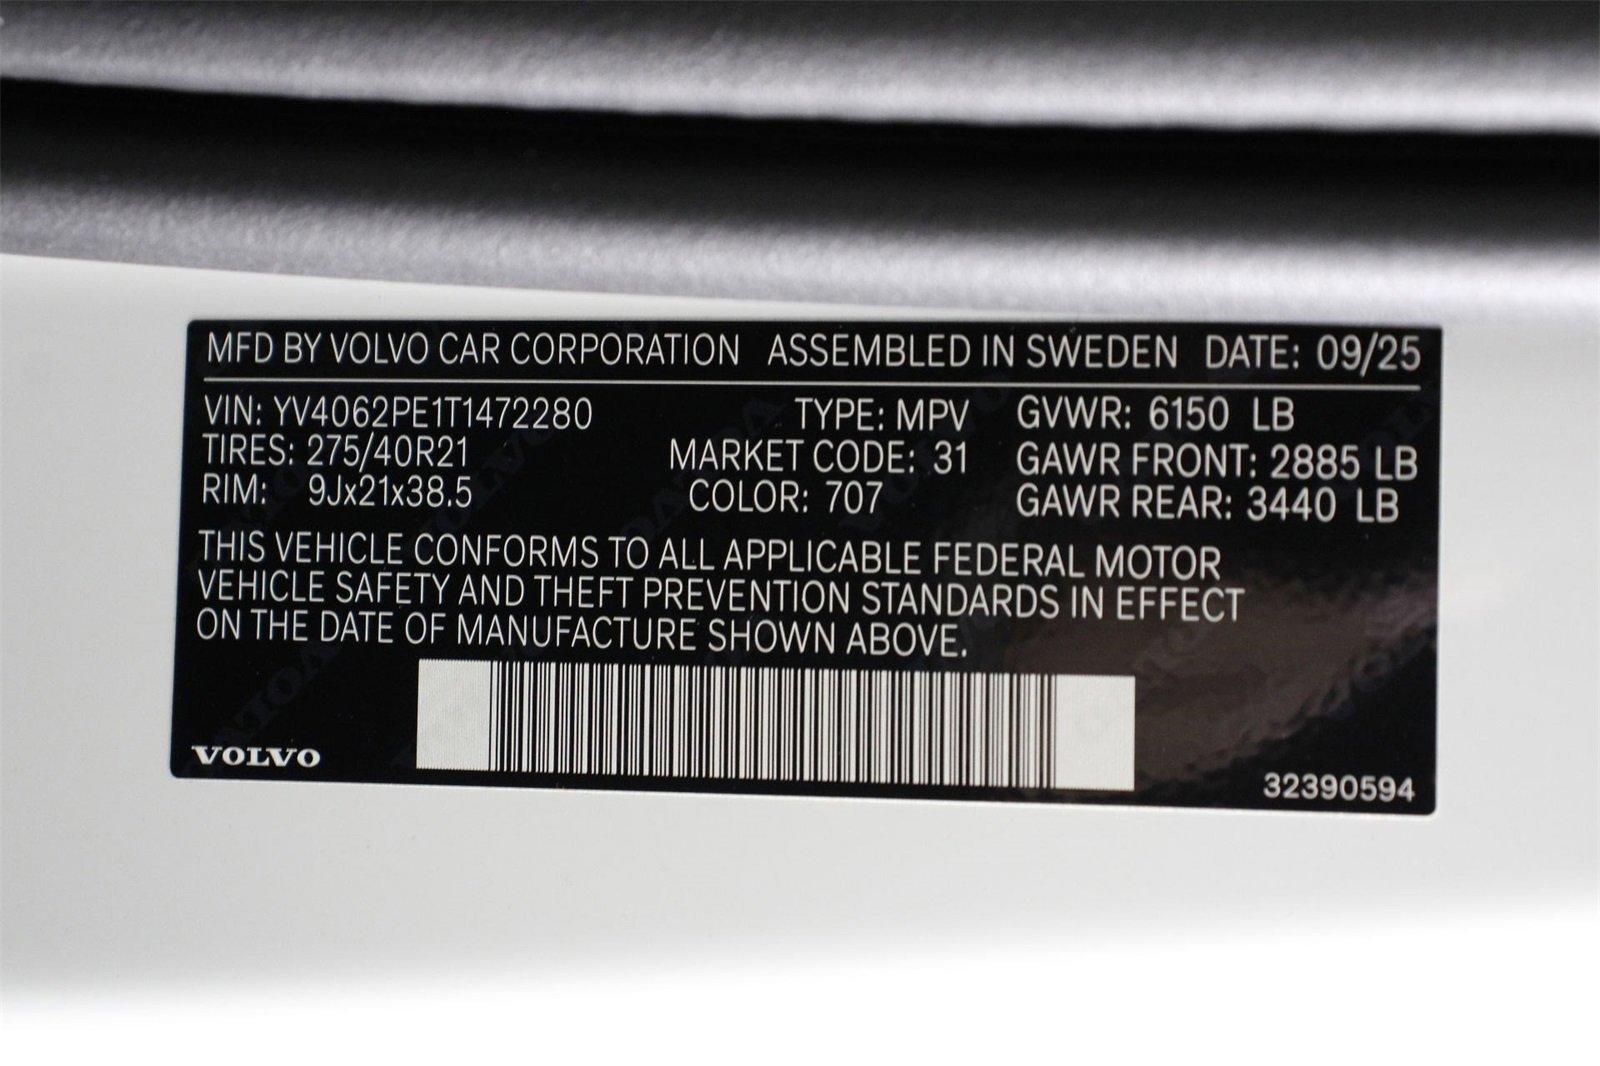 MFD BY VOLVO CAR CORPORATION ASSEMBLED IN SWEDEN DATE: 09/25
VIN: YV4062PE1T1472280 TYPE: MPV GVWR: 6150 LB
TIRES: 275/40R21 MARKET CODE: 31 GAWR FRONT: 2885 LB
RIM: 9Jx21x38.5 COLOR: 707 GAWR REAR: 3440 LB
THIS VEHICLE CONFORMS TO ALL APPLICABLE FEDERAL MOTOR
VEHICLE SAFETY AND THEFT PREVENTION STANDARDS IN EFFECT
ON THE DATE OF MANUFACTURE SHOWN ABOVE.
VOLVO 32390594